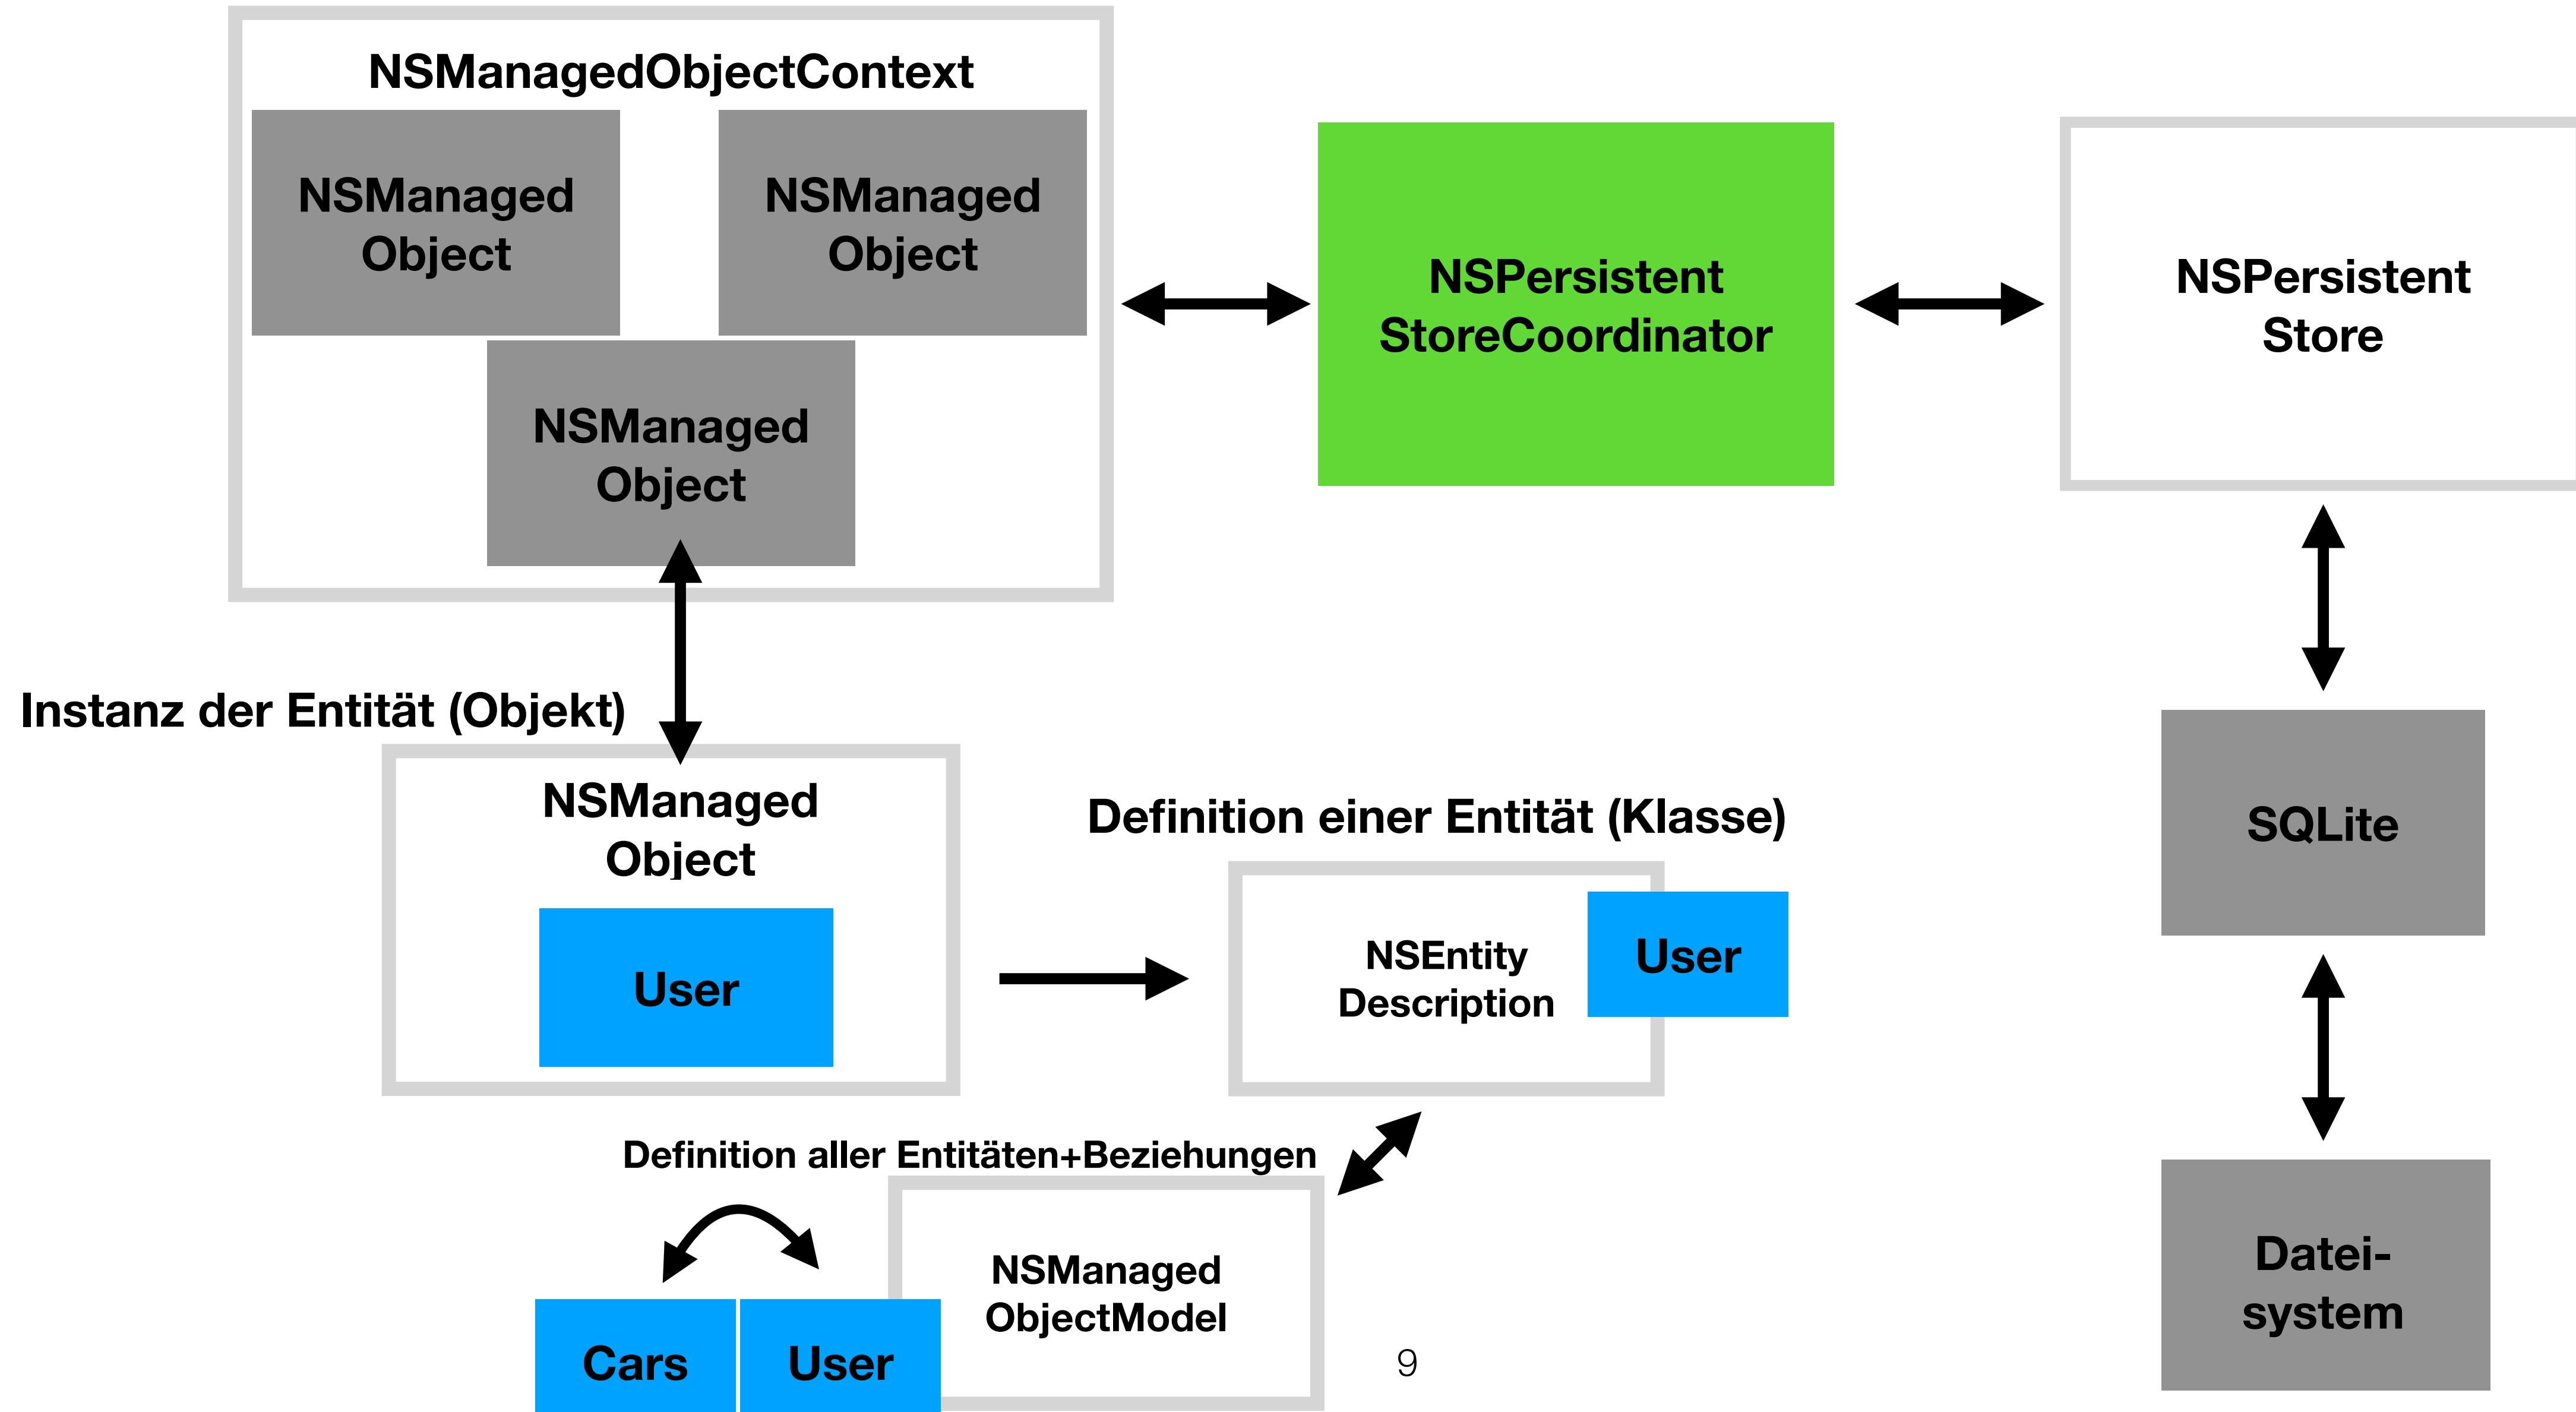 NSManagedObjectContext
NSManaged
Object
NSManaged
Object
NSManaged
Object
NSPersistent
StoreCoordinator
NSPersistent
Store
Instanz der Entität (Objekt)
NSManaged
Object
User
Definition einer Entität (Klasse)
NSEntity
Description
User
SQLite
Definition aller Entitäten+Beziehungen
NSManaged
ObjectModel
Cars
User
Datei-
system
9